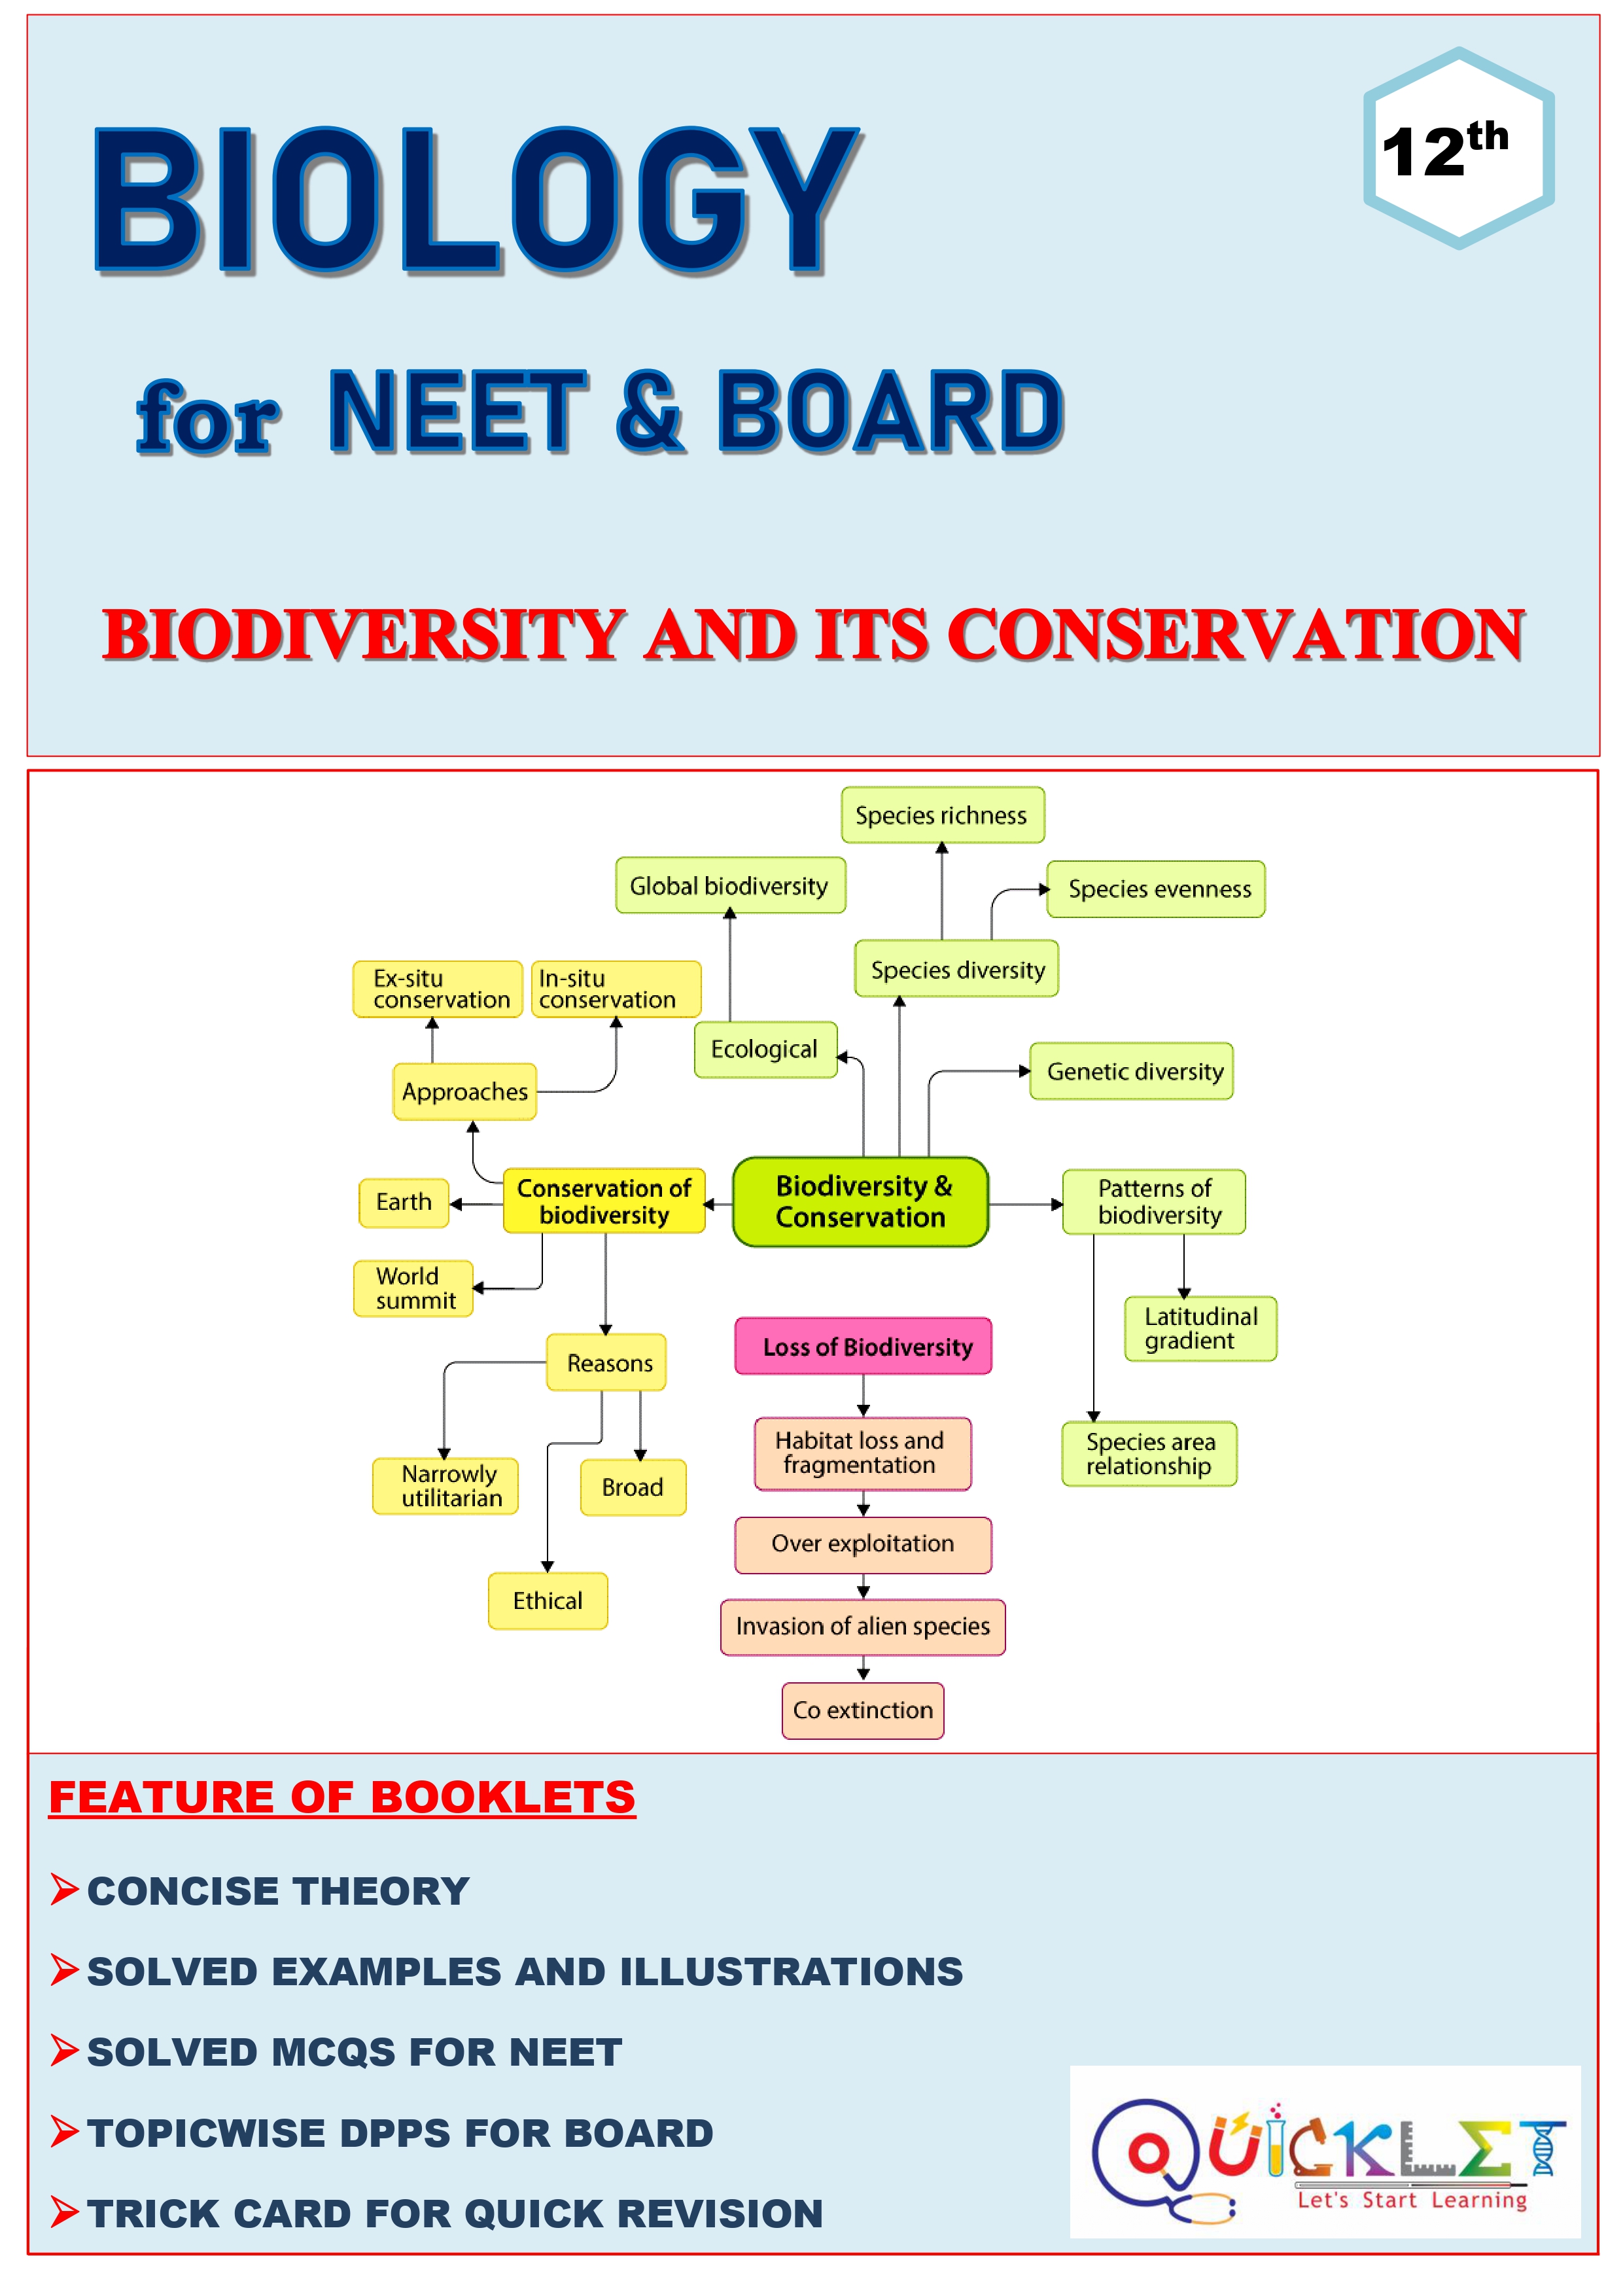 12th
BIOLOGY
for NEET & BOARD
BIODIVERSITY AND ITS CONSERVATION
Species richness
Global biodiversity
Species evenness
Species diversity
Ex-situ
conservation
In-situ
conservation
Ecological
Genetic diversity
Approaches
Earth
Conservation of
biodiversity
Biodiversity &
Conservation
Patterns of
biodiversity
World
summit
Latitudinal
gradient
Reasons
Loss of Biodiversity
Habitat loss and
fragmentation
Species area
relationship
Narrowly
utilitarian
Broad
Over exploitation
Ethical
Invasion of alien species
Co extinction
FEATURE OF BOOKLETS
CONCISE THEORY
SOLVED EXAMPLES AND ILLUSTRATIONS
SOLVED MCQS FOR NEET
TOPICWISE DPPS FOR BOARD
TRICK CARD FOR QUICK REVISION
QUICKLET
Let's Start Learning